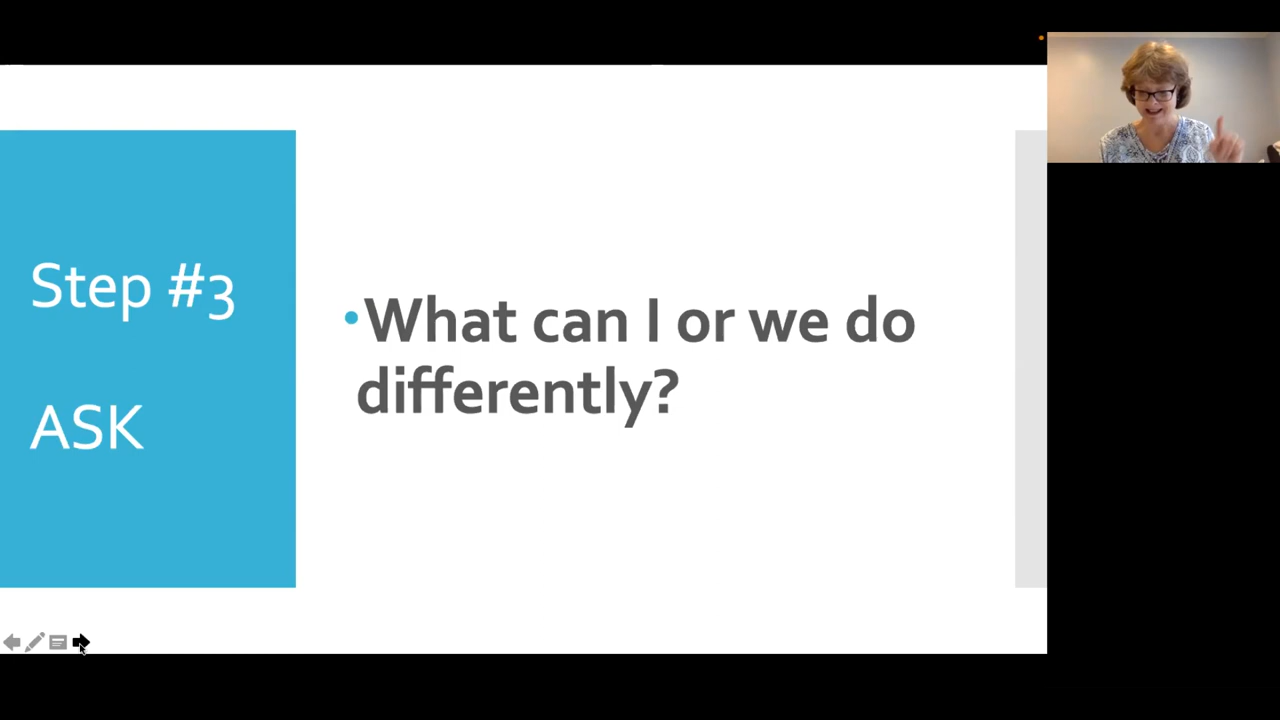 Step #3
ASK
•What can I or we do
differently?